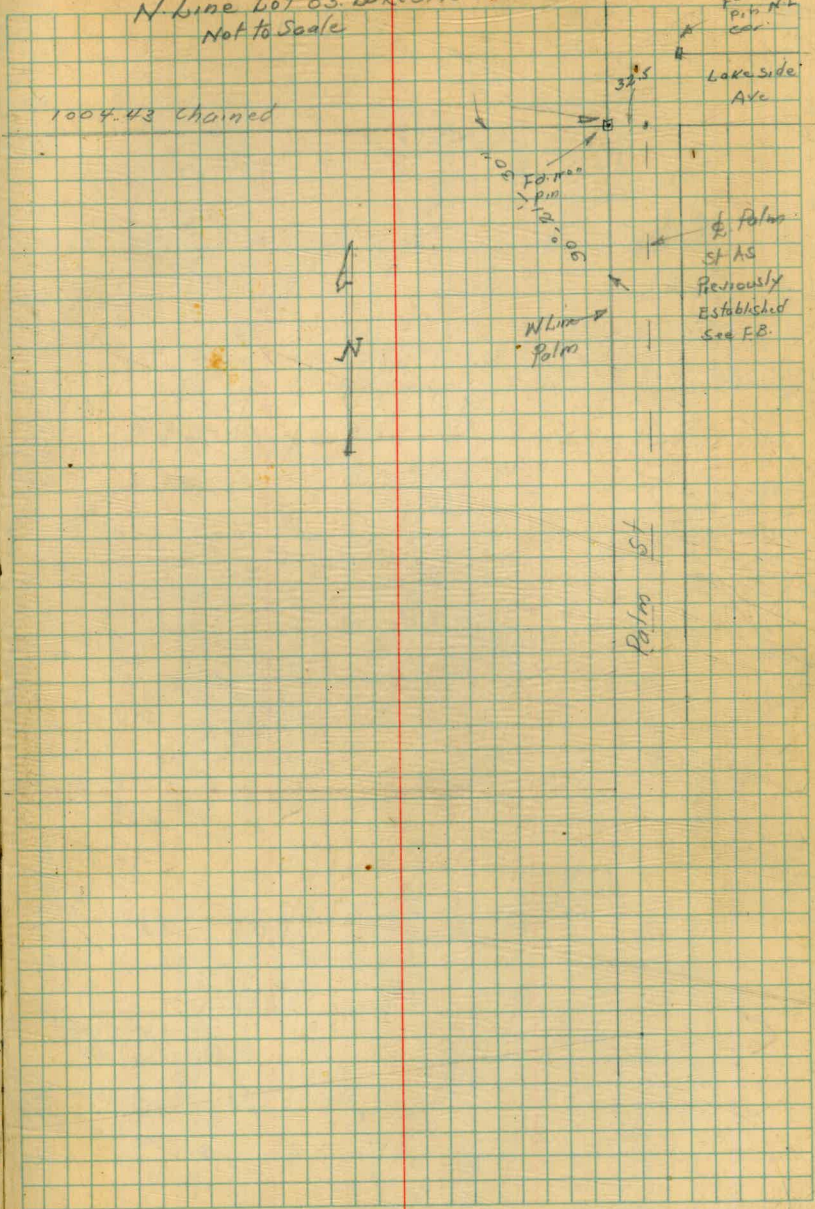 N. Line Lot
Not to Scale
pin
cor.
Lake side
Ave
32.5
1004.43 Chained
Fd. iron
pin
90°
℄ Palm
St AS
Previously
Established
See F.B.
W Line
Palm
N
Palm St